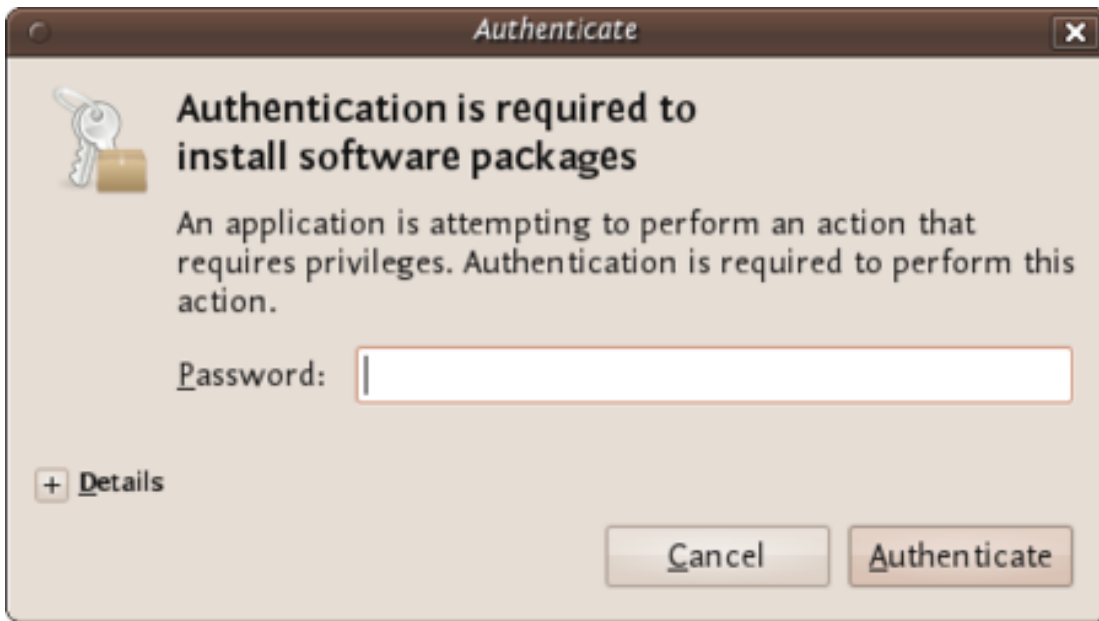 Authenticate
Authentication is required to
install software packages
An application is attempting to perform an action that
requires privileges. Authentication is required to perform this
action.
Password:
+ Details
Cancel Authenticate